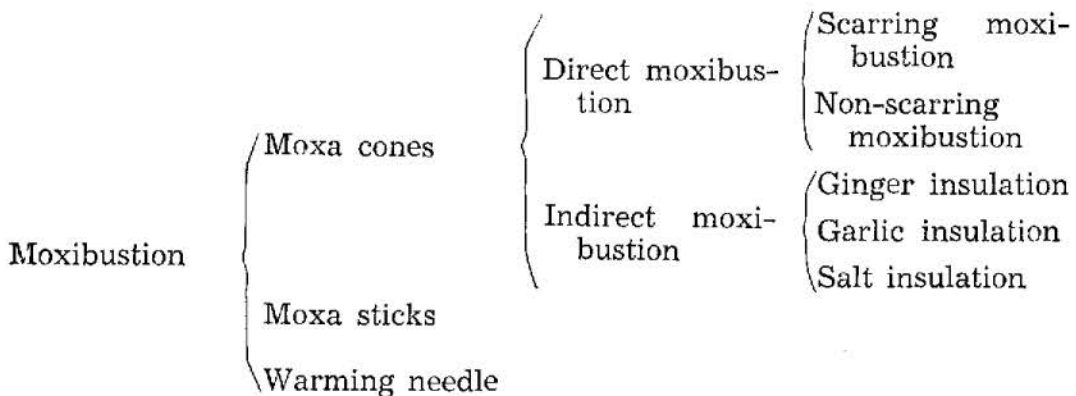 Scarring moxi-
bustion
Direct moxibus-
tion
Non-scarring
moxibustion
Moxa cones
Ginger insulation
Indirect moxi-
bustion
Garlic insulation
Moxibustion
Salt insulation
Moxa sticks
Warming needle